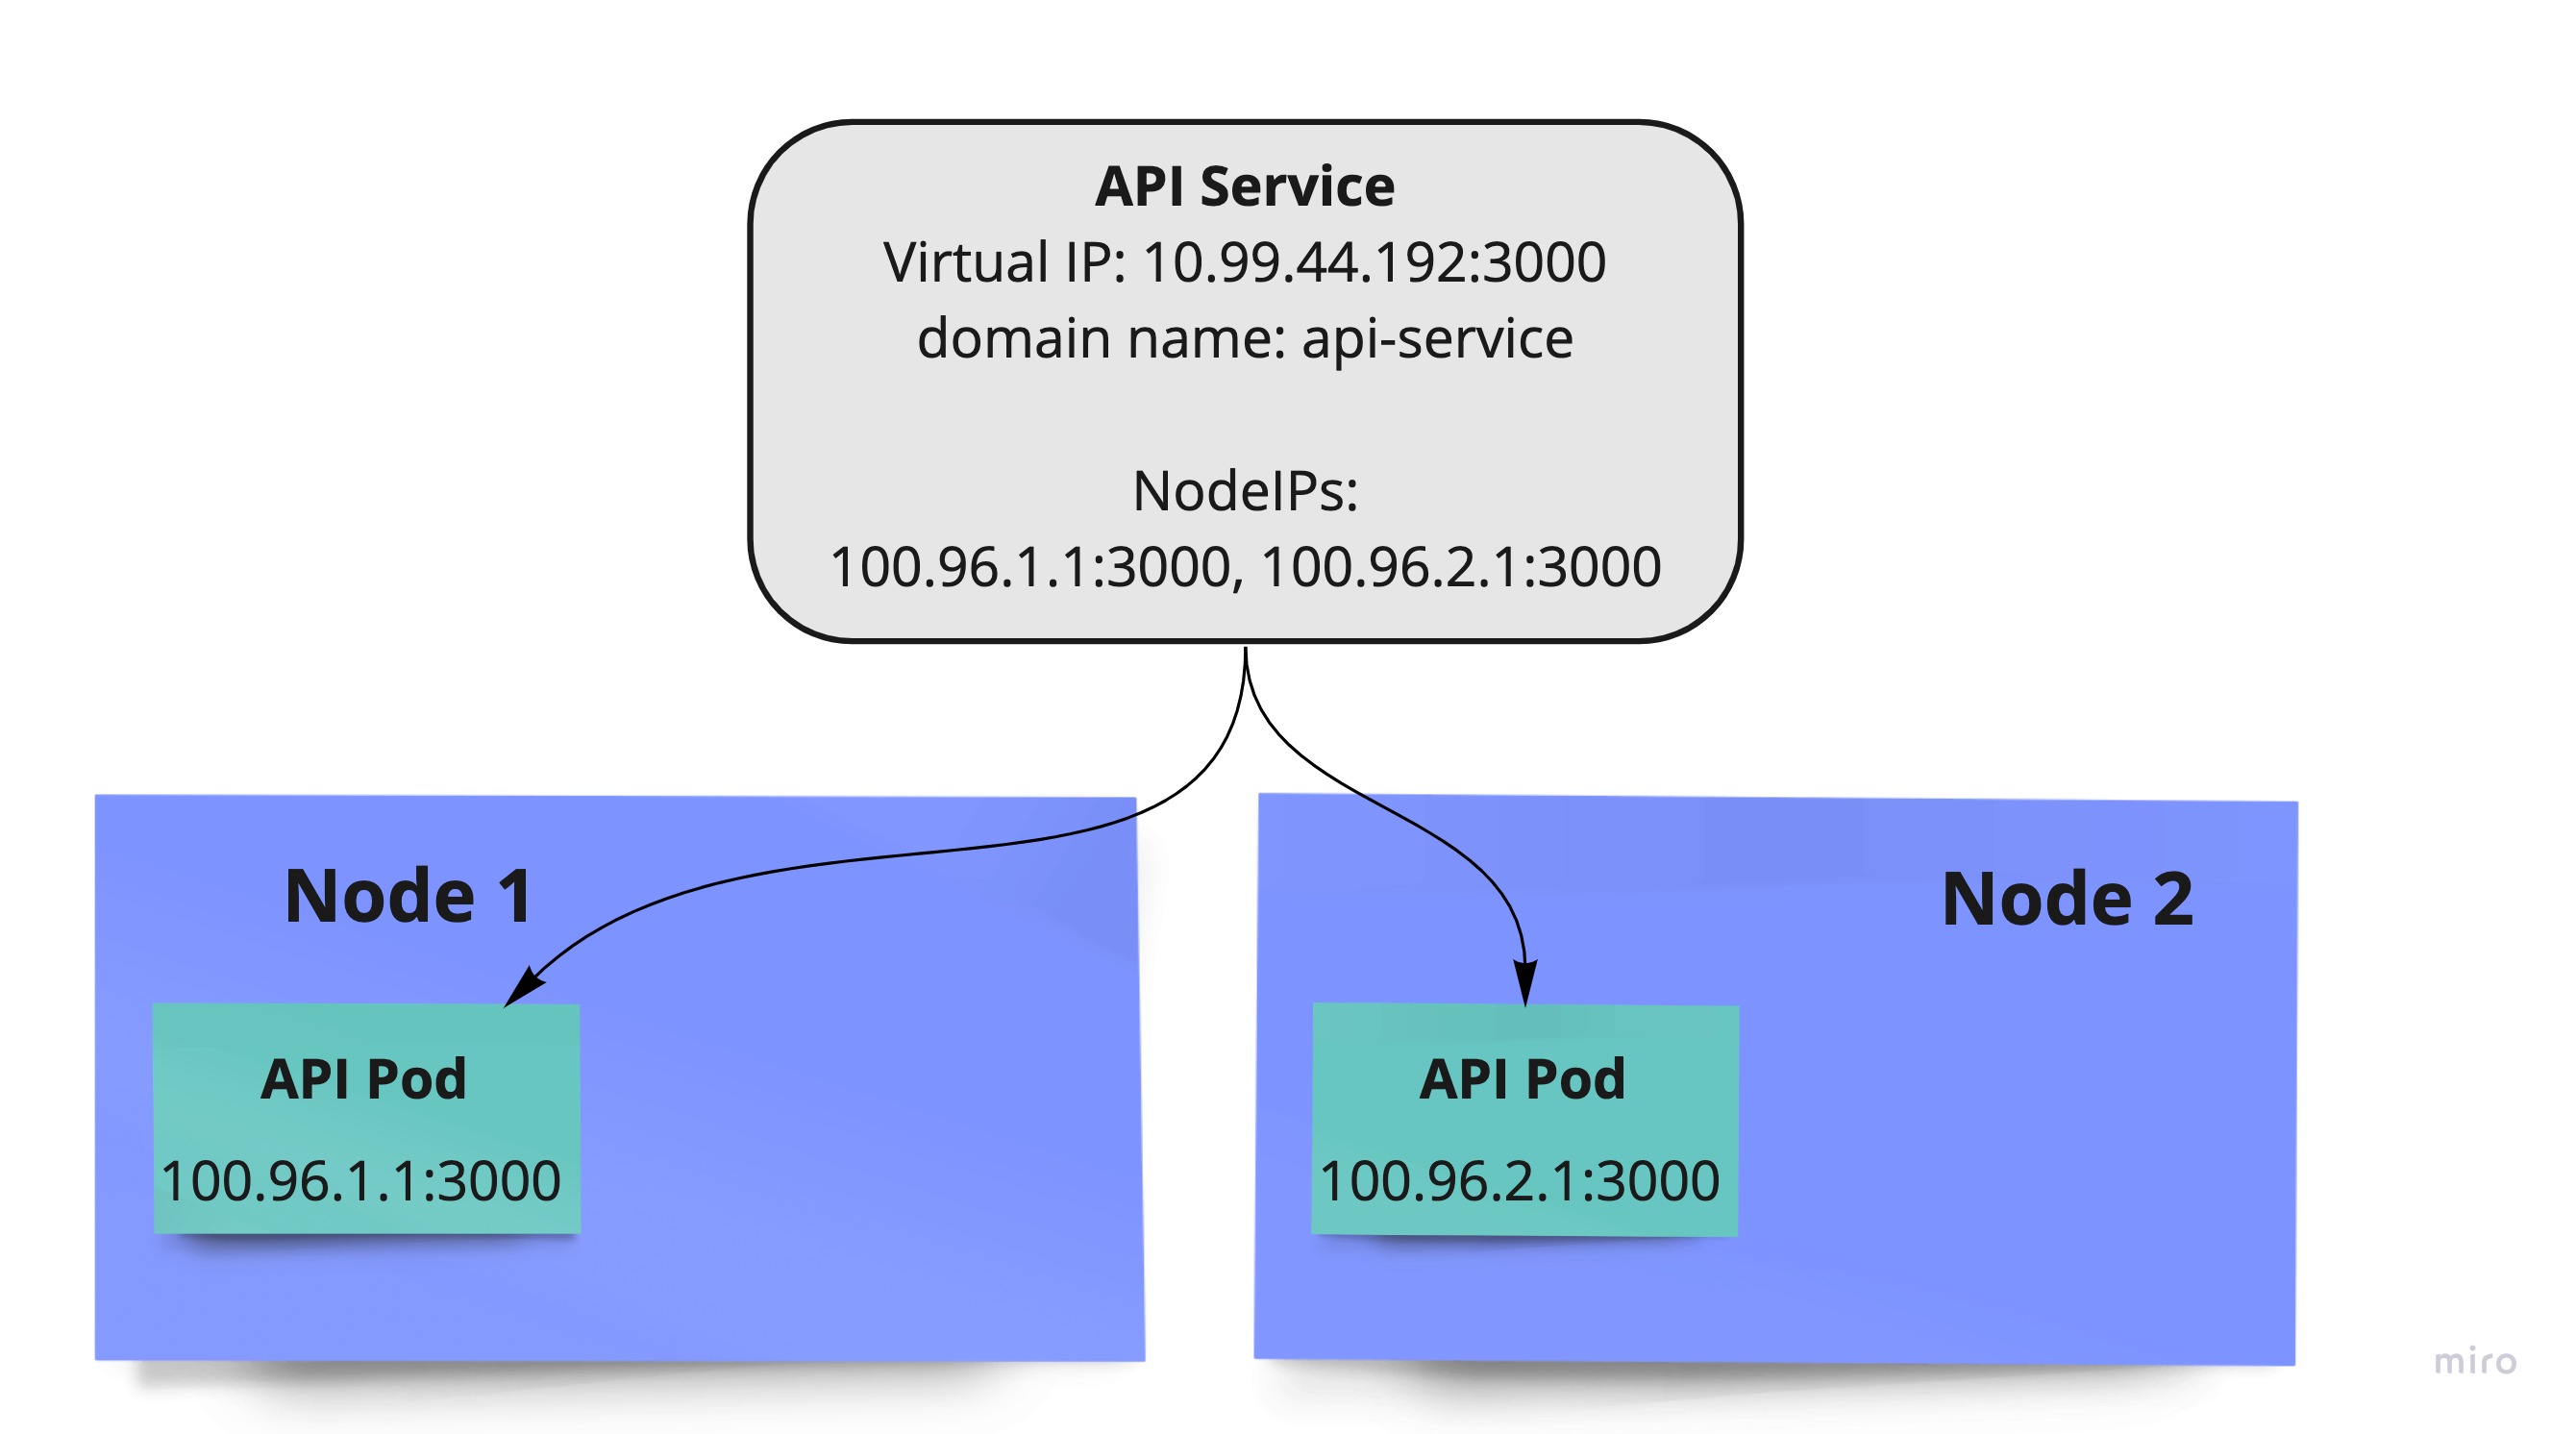 API Service
Virtual IP: 10.99.44.192:3000
domain name: api-service
NodeIPs:
100.96.1.1:3000, 100.96.2.1:3000
Node 1
API Pod
100.96.1.1:3000
Node 2
API Pod
100.96.2.1:3000
miro